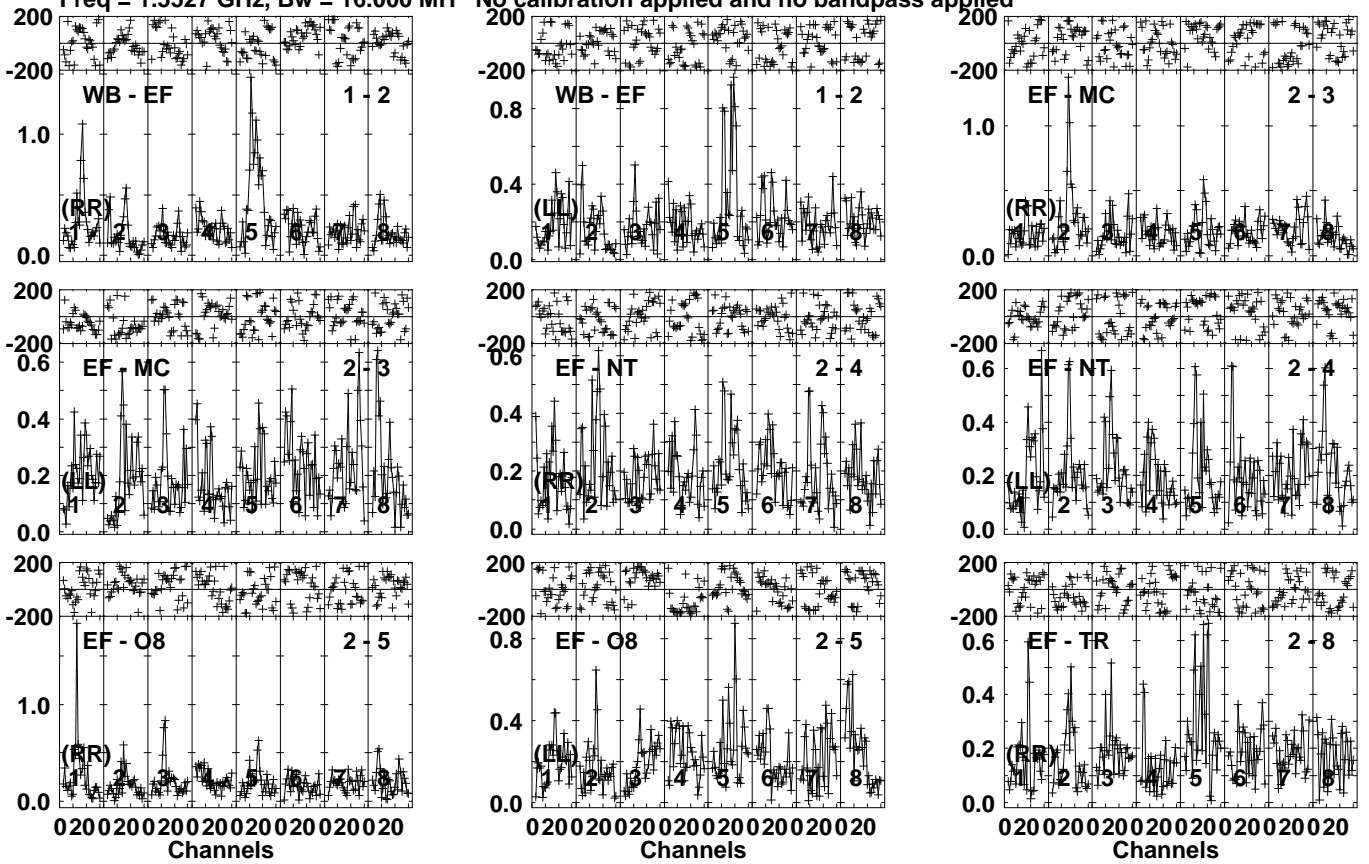 Freq = 1.5527 GHz, Bw = 16.000 MH No calibration applied and no bandpass applied
200 200 200
-200 -200 -200
WB - EF 1 - 2 WB - EF 1 - 2 EF - MC 2 - 3
1.0 0.8 1.0
0.4
(RR) (LL) (RR)
1 2 3 4 5 6 7 8 1 2 3 4 5 6 7 8 1 2 3 4 5 6 7 8
0.0 0.0 0.0
200 200 200
-200 -200 -200
EF - MC 2 - 3 EF - NT 2 - 4 EF - NT 2 - 4
0.6 0.6 0.6
0.4 0.4 0.4
0.2 0.2 0.2
(LL) (RR) (LL)
1 2 3 4 5 6 7 8 1 2 3 4 5 6 7 8 1 2 3 4 5 6 7 8
0.0 0.0 0.0
200 200 200
-200 -200 -200
EF - O8 2 - 5 EF - O8 2 - 5 EF - TR 2 - 8
1.0 0.8 0.6
0.4 0.4
0.2
(RR) (LL) (RR)
1 2 3 4 5 6 7 8 1 2 3 4 5 6 7 8 1 2 3 4 5 6 7 8
0.0 0.0 0.0
0 20 0 20 0 20 0 20 0 20 0 20 0 20 0 20 0 20 0 20 0 20 0 20 0 20 0 20 0 20 0 20 0 20 0 20 0 20 0 20 0 20 0 20 0 20 0 20
Channels Channels Channels